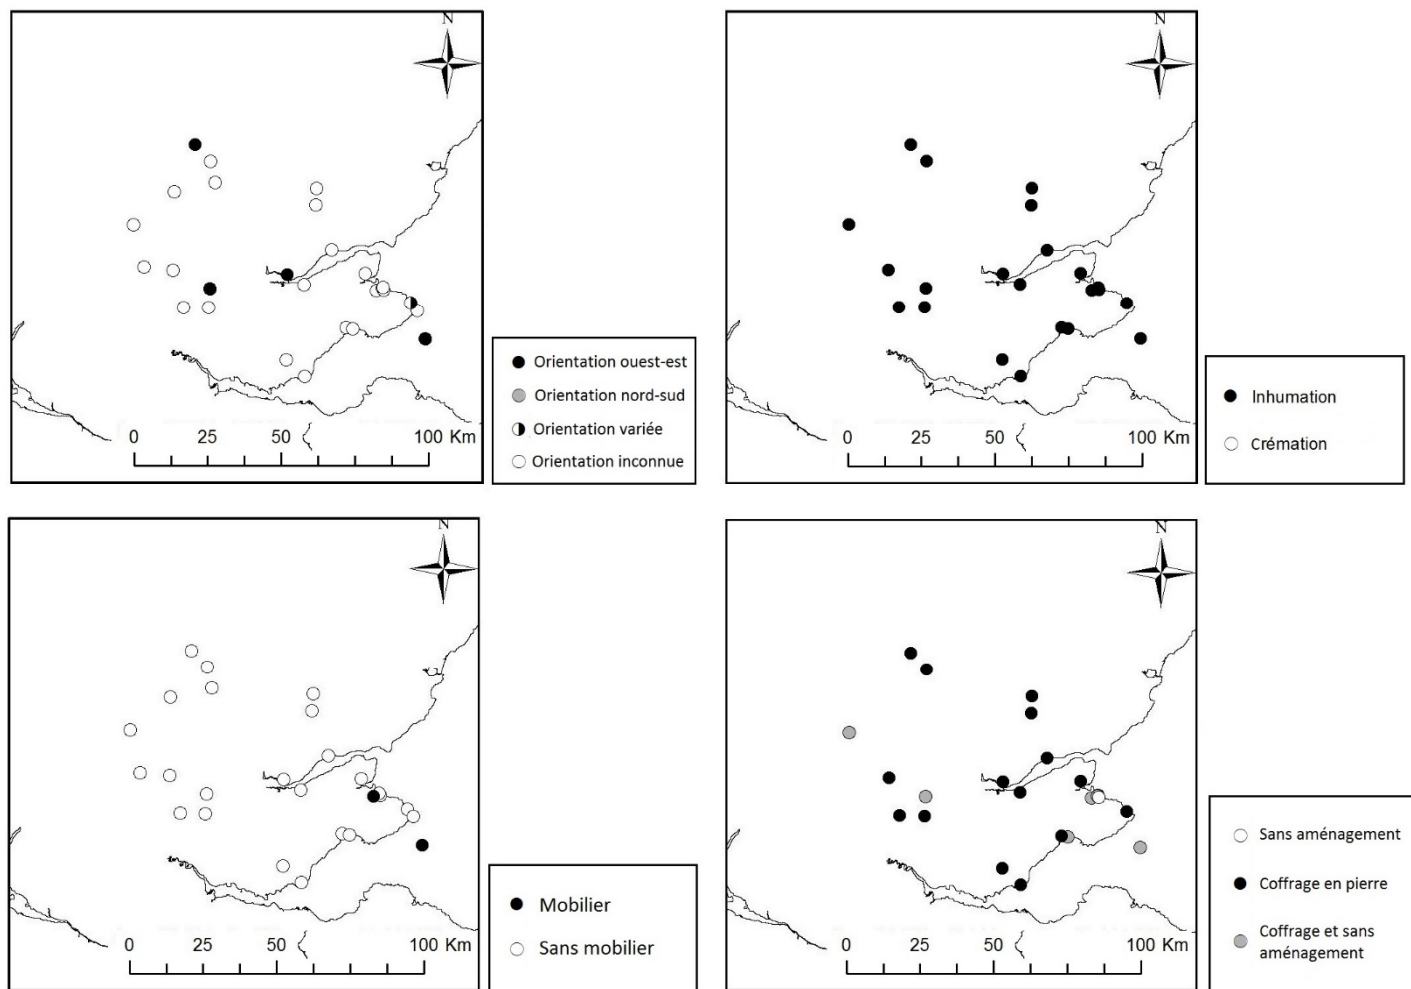 N
0 25 50 100 Km
Orientation ouest-est
Orientation nord-sud
Orientation variée
Orientation inconnue
N
0 25 50 100 Km
Inhumation
Crémation
N
0 25 50 100 Km
Mobilier
Sans mobilier
N
0 25 50 100 Km
Sans aménagement
Coffrage en pierre
Coffrage et sans
aménagement